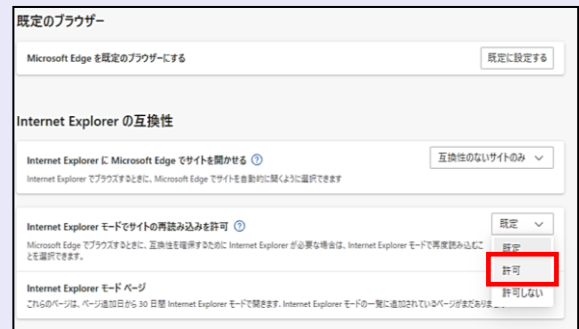 既定のブラウザー
Microsoft Edge を既定のブラウザーにする
既定に設定する
Internet Explorer の互換性
Internet Explorer に Microsoft Edge でサイトを開かせる ?
互換性のないサイトのみ
Internet Explorer でブラウズするときに、Microsoft Edge でサイトを自動的に開くように選択できます
Internet Explorer モードでサイトの再読み込みを許可 ?
既定
Microsoft Edge でブラウズするときに、互換性を確保するために Internet Explorer が必要な場合は、Internet Explorer モードで再度読み込むこ
とを選択できます。
既定
許可
許可しない
Internet Explorer モード ページ
これらのページは、ページ追加日から 30 日間 Internet Explorer モードで開きます. Internet Explorer モードの一覧に追加されているページがまだあり